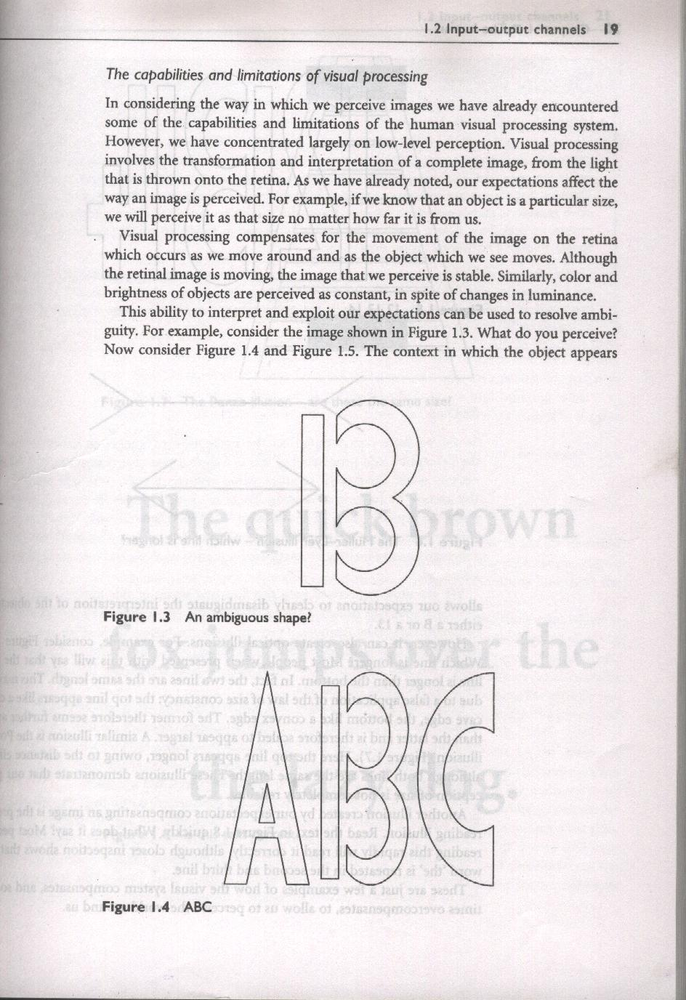 1.2 Input–output channels 19
The capabilities and limitations of visual processing
In considering the way in which we perceive images we have already encountered
some of the capabilities and limitations of the human visual processing system.
However, we have concentrated largely on low-level perception. Visual processing
involves the transformation and interpretation of a complete image, from the light
that is thrown onto the retina. As we have already noted, our expectations affect the
way an image is perceived. For example, if we know that an object is a particular size,
we will perceive it as that size no matter how far it is from us.
Visual processing compensates for the movement of the image on the retina
which occurs as we move around and as the object which we see moves. Although
the retinal image is moving, the image that we perceive is stable. Similarly, color and
brightness of objects are perceived as constant, in spite of changes in luminance.
This ability to interpret and exploit our expectations can be used to resolve ambi-
guity. For example, consider the image shown in Figure 1.3. What do you perceive?
Now consider Figure 1.4 and Figure 1.5. The context in which the object appears
13
The quick brown
Figure 1.3 An ambiguous shape?
fox jumps over the
ABC
the lazy dog.
Figure 1.4 ABC